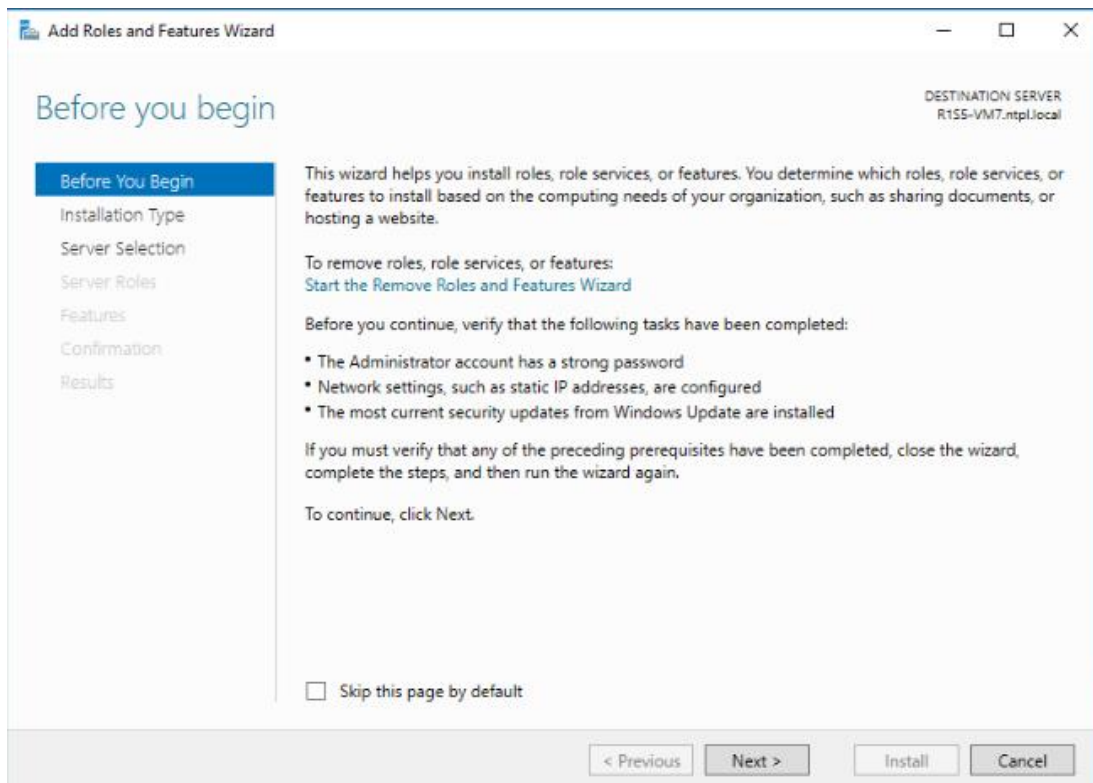 Add Roles and Features Wizard
Before you begin
DESTINATION SERVER
R1S5-VM7.ntpl.local
Before You Begin
Installation Type
Server Selection
Server Roles
Features
Confirmation
Results
This wizard helps you install roles, role services, or features. You determine which roles, role services, or
features to install based on the computing needs of your organization, such as sharing documents, or
hosting a website.
To remove roles, role services, or features:
Start the Remove Roles and Features Wizard
Before you continue, verify that the following tasks have been completed:
• The Administrator account has a strong password
• Network settings, such as static IP addresses, are configured
• The most current security updates from Windows Update are installed
If you must verify that any of the preceding prerequisites have been completed, close the wizard,
complete the steps, and then run the wizard again.
To continue, click Next.
Skip this page by default
< Previous
Next >
Install
Cancel